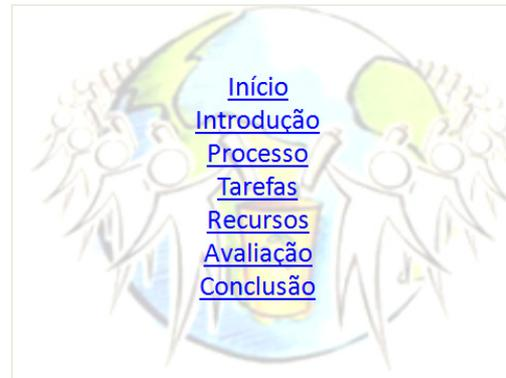 Início
Introdução
Processo
Tarefas
Recursos
Avaliação
Conclusão